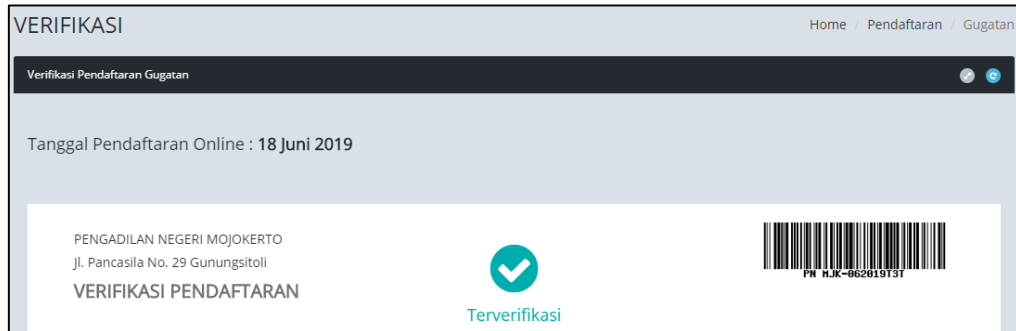 VERIFIKASI
Home / Pendaftaran / Gugatan
Verifikasi Pendaftaran Gugatan
Tanggal Pendaftaran Online : 18 Juni 2019
PENGADILAN NEGERI MOJOKERTO
Jl. Pancasila No. 29 Gunungsitoli
VERIFIKASI PENDAFTARAN
Terverifikasi
PN MJK-062019T3T